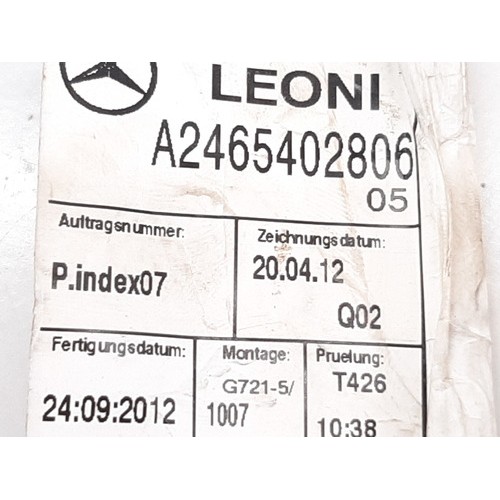 LEONI
A2465402806
05
Auftragsnummer:
Zeichnungsdatum:
P.index07
20.04.12
Q02
Fertigungsdatum:
Montage:
Pruelung:
G721-5/
T426
24:09:2012
1007
10:38